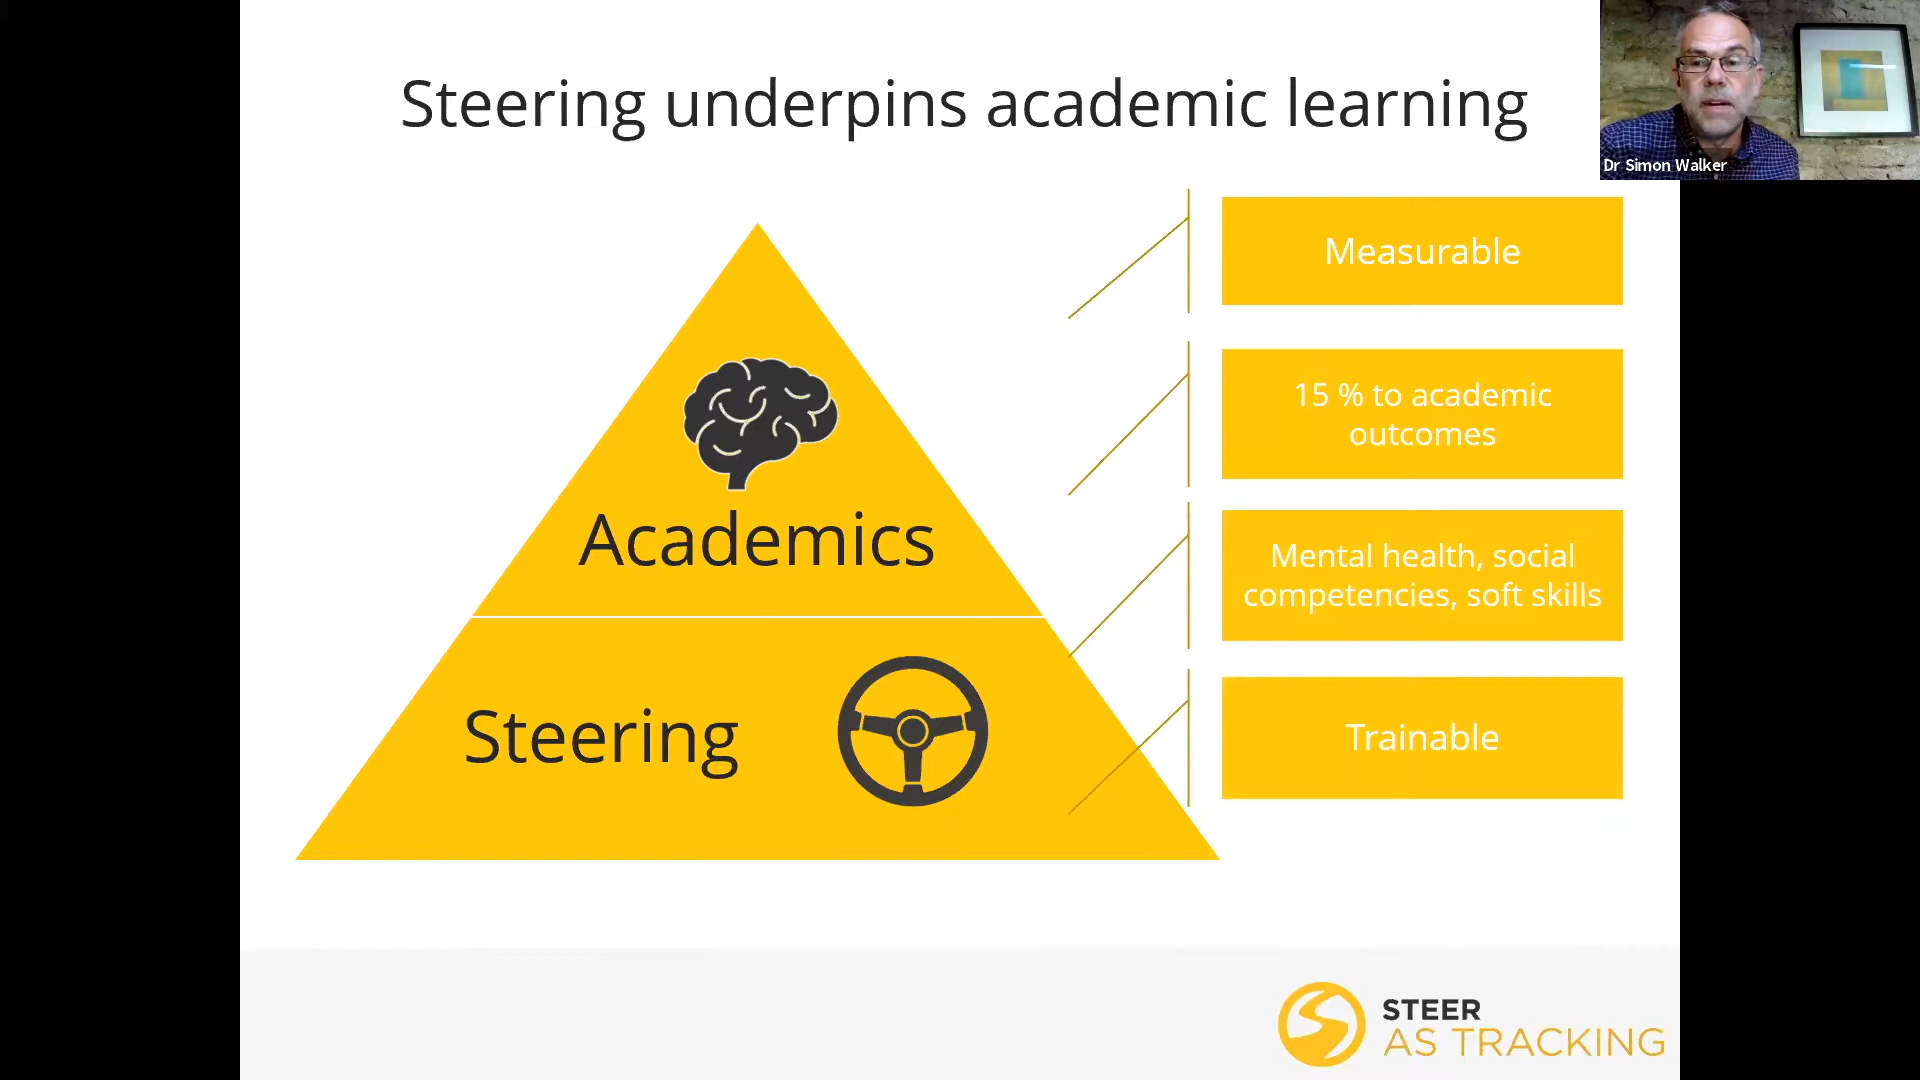 Steering underpins academic learning
Dr Simon Walker
Measurable
15 % to academic
outcomes
Academics
Mental health, social
competencies, soft skills
Steering
Trainable
STEER
AS TRACKING